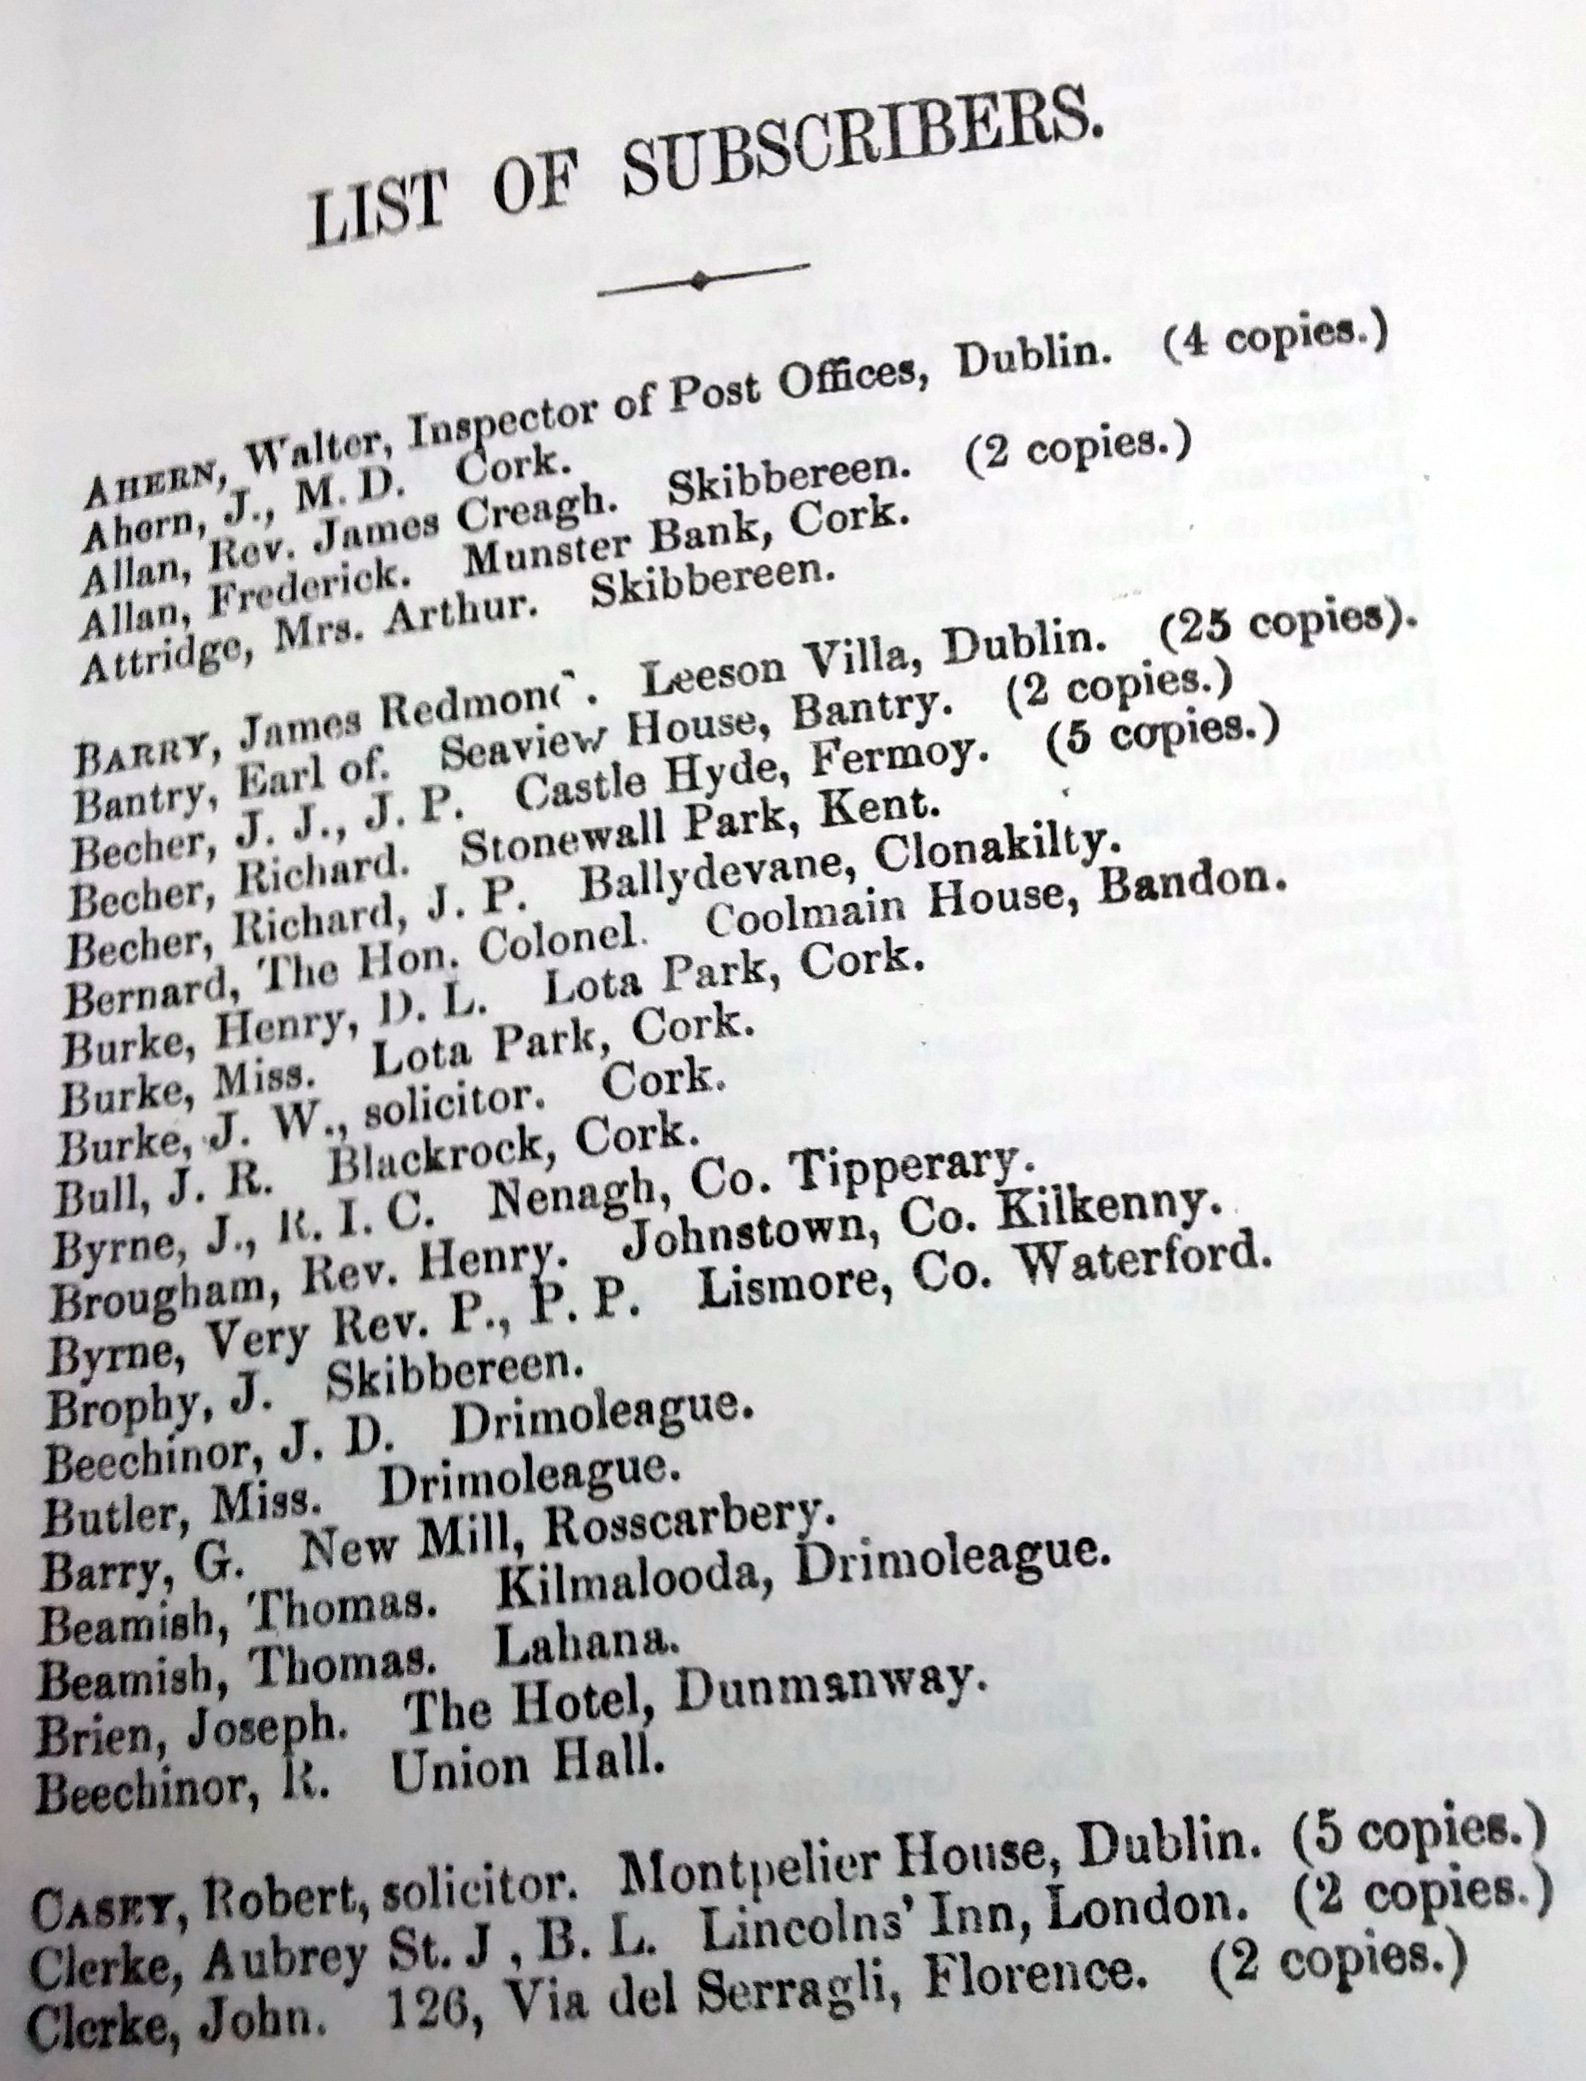 LIST OF SUBSCRIBERS.
AHERN, Walter, Inspector of Post Offices, Dublin. (4 copies.)
Ahern, J., M. D. Cork.
Allan, Rev. James Creagh. Skibbereen. (2 copies.)
Allan, Frederick. Munster Bank, Cork.
Attridge, Mrs. Arthur. Skibbereen.
BARRY, James Redmond. Leeson Villa, Dublin. (25 copies).
Bantry, Earl of. Seaview House, Bantry. (2 copies.)
Becher, J. J., J. P. Castle Hyde, Fermoy. (5 copies.)
Becher, Richard. Stonewall Park, Kent.
Becher, Richard, J. P. Ballydevane, Clonakilty.
Bernard, The Hon. Colonel. Coolmain House, Bandon.
Burke, Henry, D. L. Lota Park, Cork.
Burke, Miss. Lota Park, Cork.
Burke, J. W., solicitor. Cork.
Bull, J. R. Blackrock, Cork.
Byrne, J., R. I. C. Nenagh, Co. Tipperary.
Brougham, Rev. Henry. Johnstown, Co. Kilkenny.
Byrne, Very Rev. P., P. P. Lismore, Co. Waterford.
Brophy, J. Skibbereen.
Beechinor, J. D. Drimoleague.
Butler, Miss. Drimoleague.
Barry, G. New Mill, Rosscarbery.
Beamish, Thomas. Kilmalooda, Drimoleague.
Beamish, Thomas. Lahana.
Brien, Joseph. The Hotel, Dunmanway.
Beechinor, R. Union Hall.
CASEY, Robert, solicitor. Montpelier House, Dublin. (5 copies.)
Clerke, Aubrey St. J , B. L. Lincolns' Inn, London. (2 copies.)
Clerke, John. 126, Via del Serragli, Florence. (2 copies.)